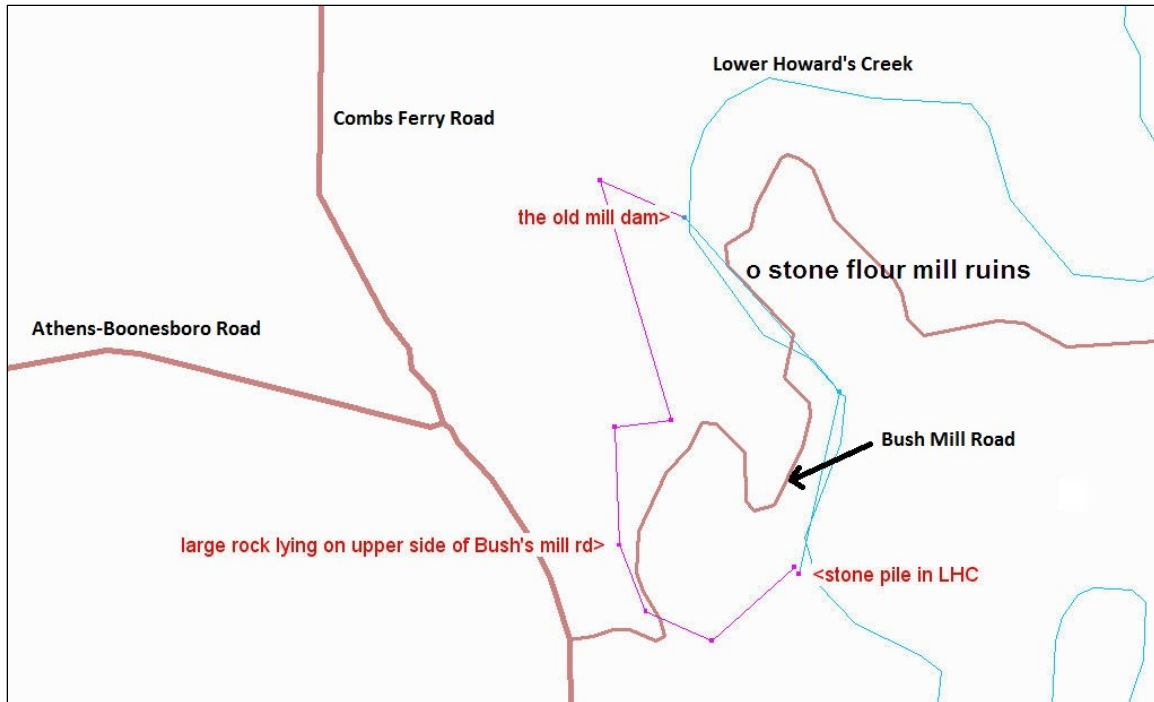 Lower Howard's Creek
Combs Ferry Road
the old mill dam>
o stone flour mill ruins
Athens-Boonesboro Road
Bush Mill Road
large rock lying on upper side of Bush's mill rd>
<stone pile in LHC